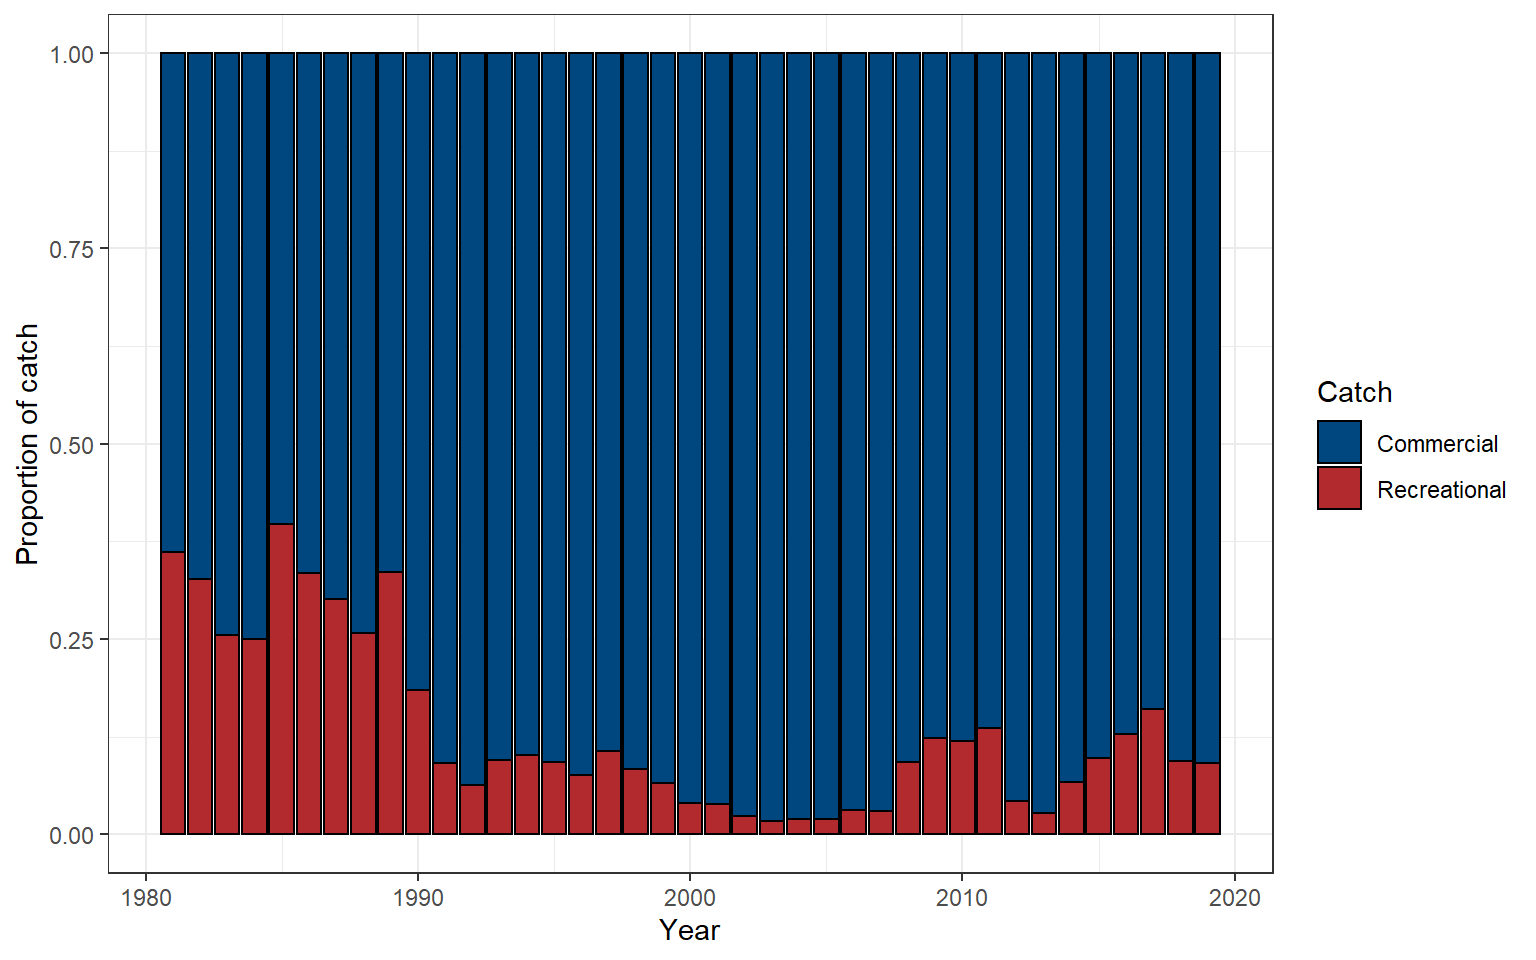 1.00
0.75
0.50
0.25
0.00
Proportion of catch
1980 1990 2000 2010 2020
Year
Catch
Commercial
Recreational